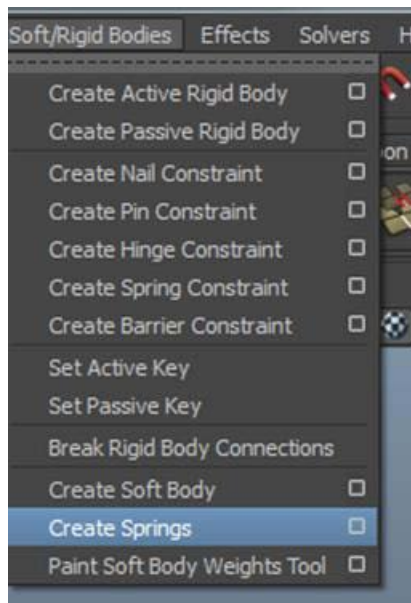 Soft/Rigid Bodies Effects Solvers H
Create Active Rigid Body
Create Passive Rigid Body
on
Create Nail Constraint
Create Pin Constraint
Create Hinge Constraint
Create Spring Constraint
Create Barrier Constraint
Set Active Key
Set Passive Key
Break Rigid Body Connections
Create Soft Body
Create Springs
Paint Soft Body Weights Tool